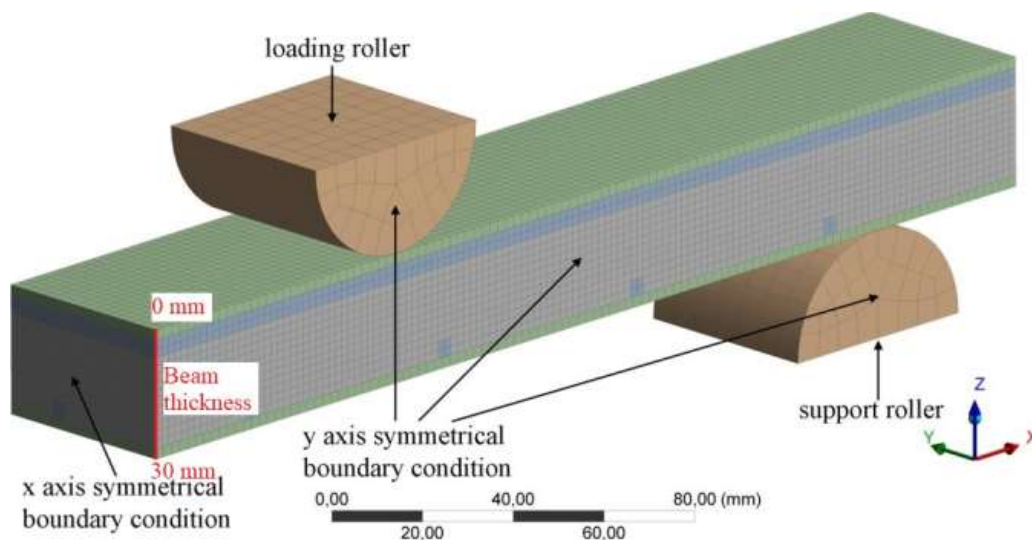 loading roller
0 mm
Beam
thickness
30 mm
x axis symmetrical
boundary condition
y axis symmetrical
boundary condition
support roller
Z
Y
X
0,00
40,00
80,00 (mm)
20,00
60,00